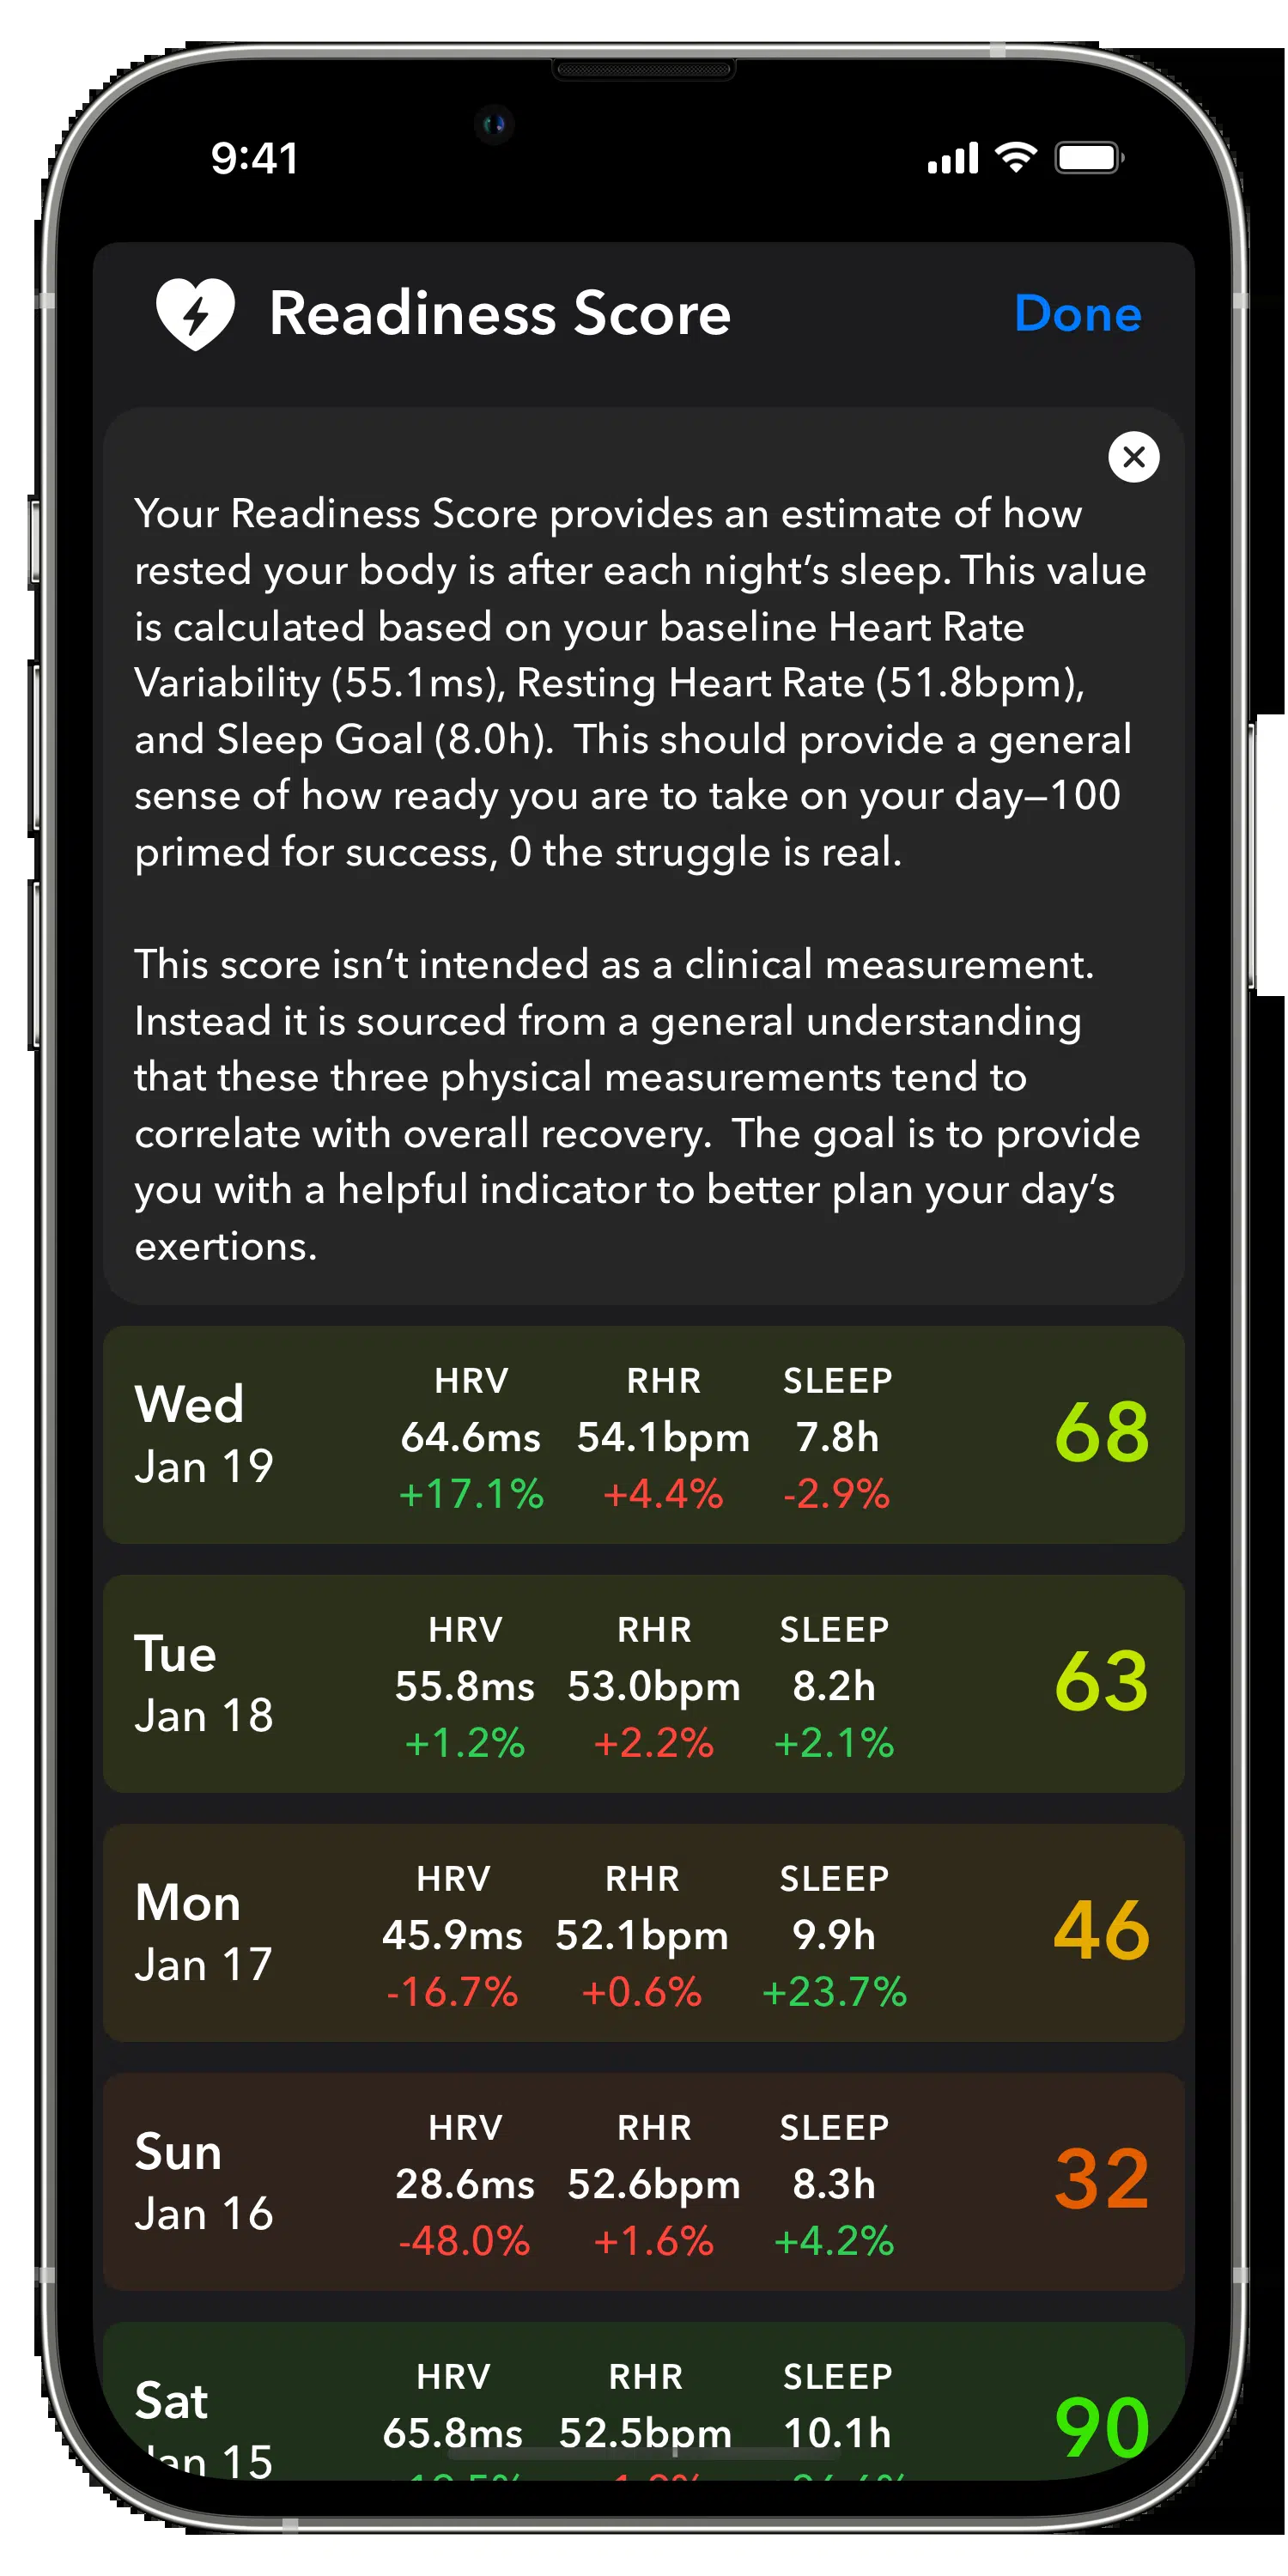 9:41
Readiness Score
Done
Your Readiness Score provides an estimate of how
rested your body is after each night’s sleep. This value
is calculated based on your baseline Heart Rate
Variability (55.1ms), Resting Heart Rate (51.8bpm),
and Sleep Goal (8.0h).  This should provide a general
sense of how ready you are to take on your day–100
primed for success, 0 the struggle is real.
This score isn’t intended as a clinical measurement.
Instead it is sourced from a general understanding
that these three physical measurements tend to
correlate with overall recovery.  The goal is to provide
you with a helpful indicator to better plan your day’s
exertions.
Wed
Jan 19
HRV RHR SLEEP
64.6ms 54.1bpm 7.8h
+17.1% +4.4% -2.9%
68
Tue
Jan 18
HRV RHR SLEEP
55.8ms 53.0bpm 8.2h
+1.2% +2.2% +2.1%
63
Mon
Jan 17
HRV RHR SLEEP
45.9ms 52.1bpm 9.9h
-16.7% +0.6% +23.7%
46
Sun
Jan 16
HRV RHR SLEEP
28.6ms 52.6bpm 8.3h
-48.0% +1.6% +4.2%
32
Sat
Jan 15
HRV RHR SLEEP
65.8ms 52.5bpm 10.1h
90